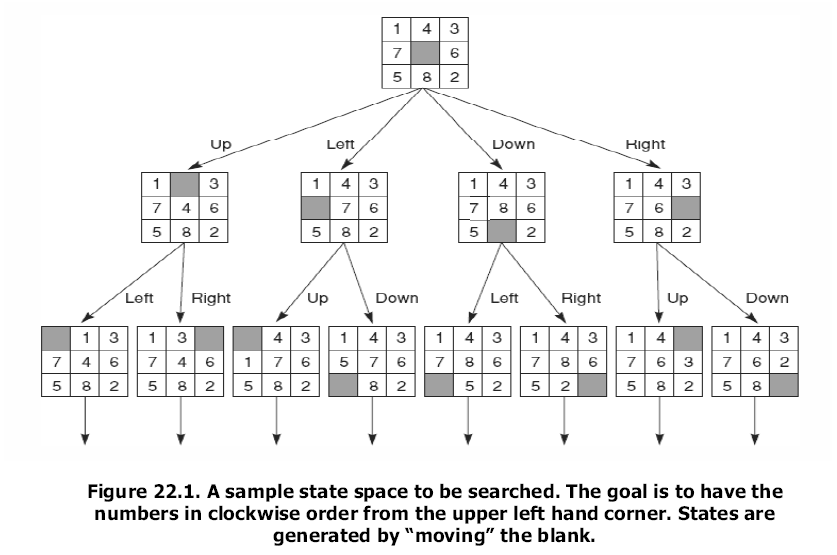 1 4 3
7 6
5 8 2
Up
Left
Down
Right
1 3
7 4 6
5 8 2
1 4 3
7 6
5 8 2
1 4 3
7 8 6
5 2
1 4 3
7 6
5 8 2
Left
Right
Up
Down
Left
Right
Up
Down
1 3
7 4 6
5 8 2
1 3
7 4 6
5 8 2
4 3
1 7 6
5 8 2
1 4 3
5 7 6
8 2
1 4 3
7 8 6
5 2
1 4 3
7 8 6
5 2
1 4
7 6 3
5 8 2
1 4 3
7 6 2
5 8
Figure 22.1. A sample state space to be searched. The goal is to have the
numbers in clockwise order from the upper left hand corner. States are
generated by “moving” the blank.